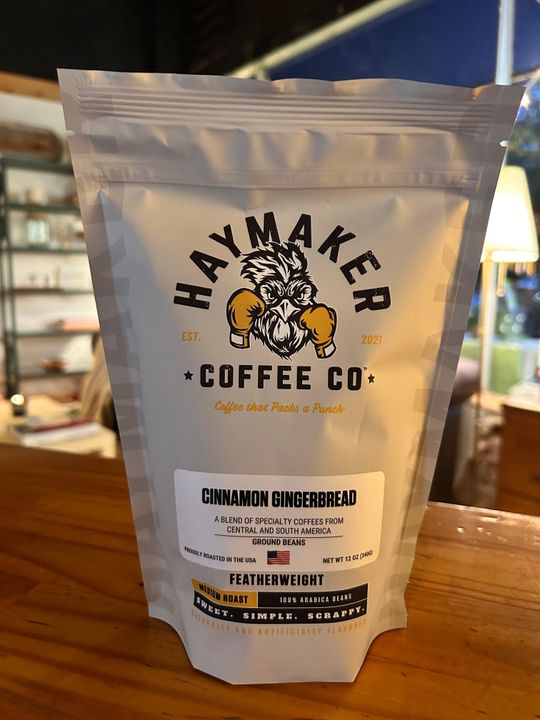 HAYMAKER
EST. 2021
COFFEE CO
Coffee that Packs a Punch
CINNAMON GINGERBREAD
A BLEND OF SPECIALTY COFFEES FROM
CENTRAL AND SOUTH AMERICA
GROUND BEANS
PROUDLY ROASTED IN THE USA NET WT 12 OZ (340G)
FEATHERWEIGHT
MEDIUM ROAST 100% ARABICA BEANS
SWEET. SIMPLE. SCRAPPY.
NATURALLY AND ARTIFICIALLY FLAVORED